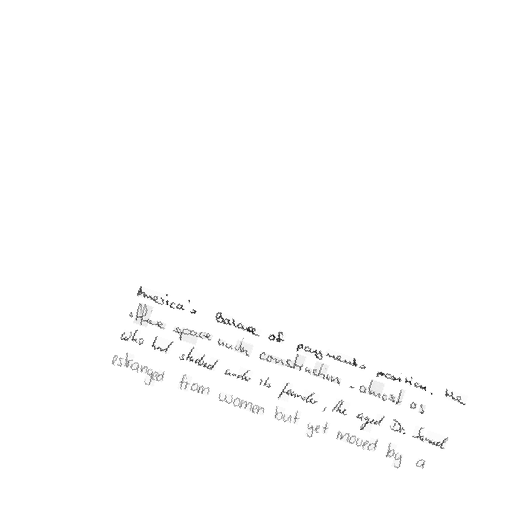 America's Balance of payments position. We
office space under construction - almost as
who had studied under its founder, the aged Dr. Samuel
estranged from women but yet moved by a